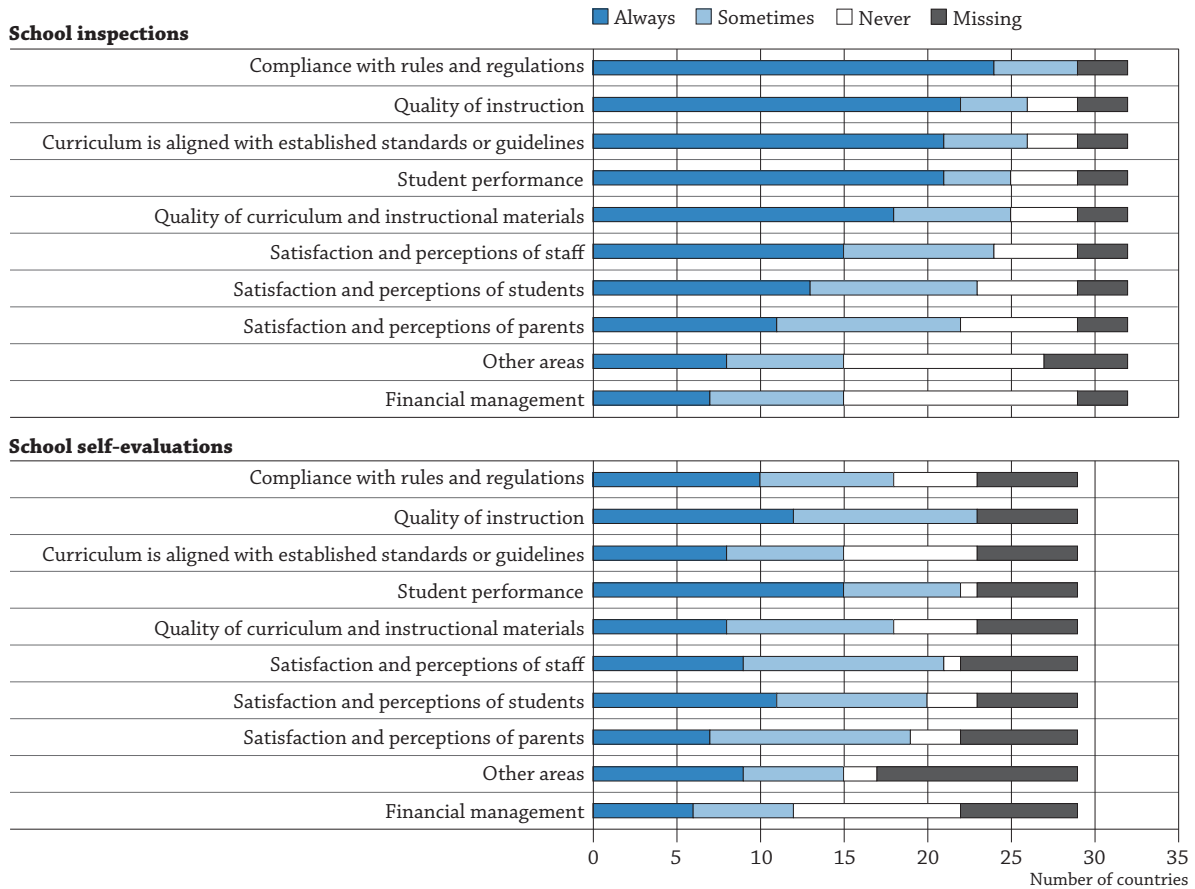 Always Sometimes Never Missing
School inspections
Compliance with rules and regulations
Quality of instruction
Curriculum is aligned with established standards or guidelines
Student performance
Quality of curriculum and instructional materials
Satisfaction and perceptions of staff
Satisfaction and perceptions of students
Satisfaction and perceptions of parents
Other areas
Financial management
School self-evaluations
Compliance with rules and regulations
Quality of instruction
Curriculum is aligned with established standards or guidelines
Student performance
Quality of curriculum and instructional materials
Satisfaction and perceptions of staff
Satisfaction and perceptions of students
Satisfaction and perceptions of parents
Other areas
Financial management
0 5 10 15 20 25 30 35
Number of countries